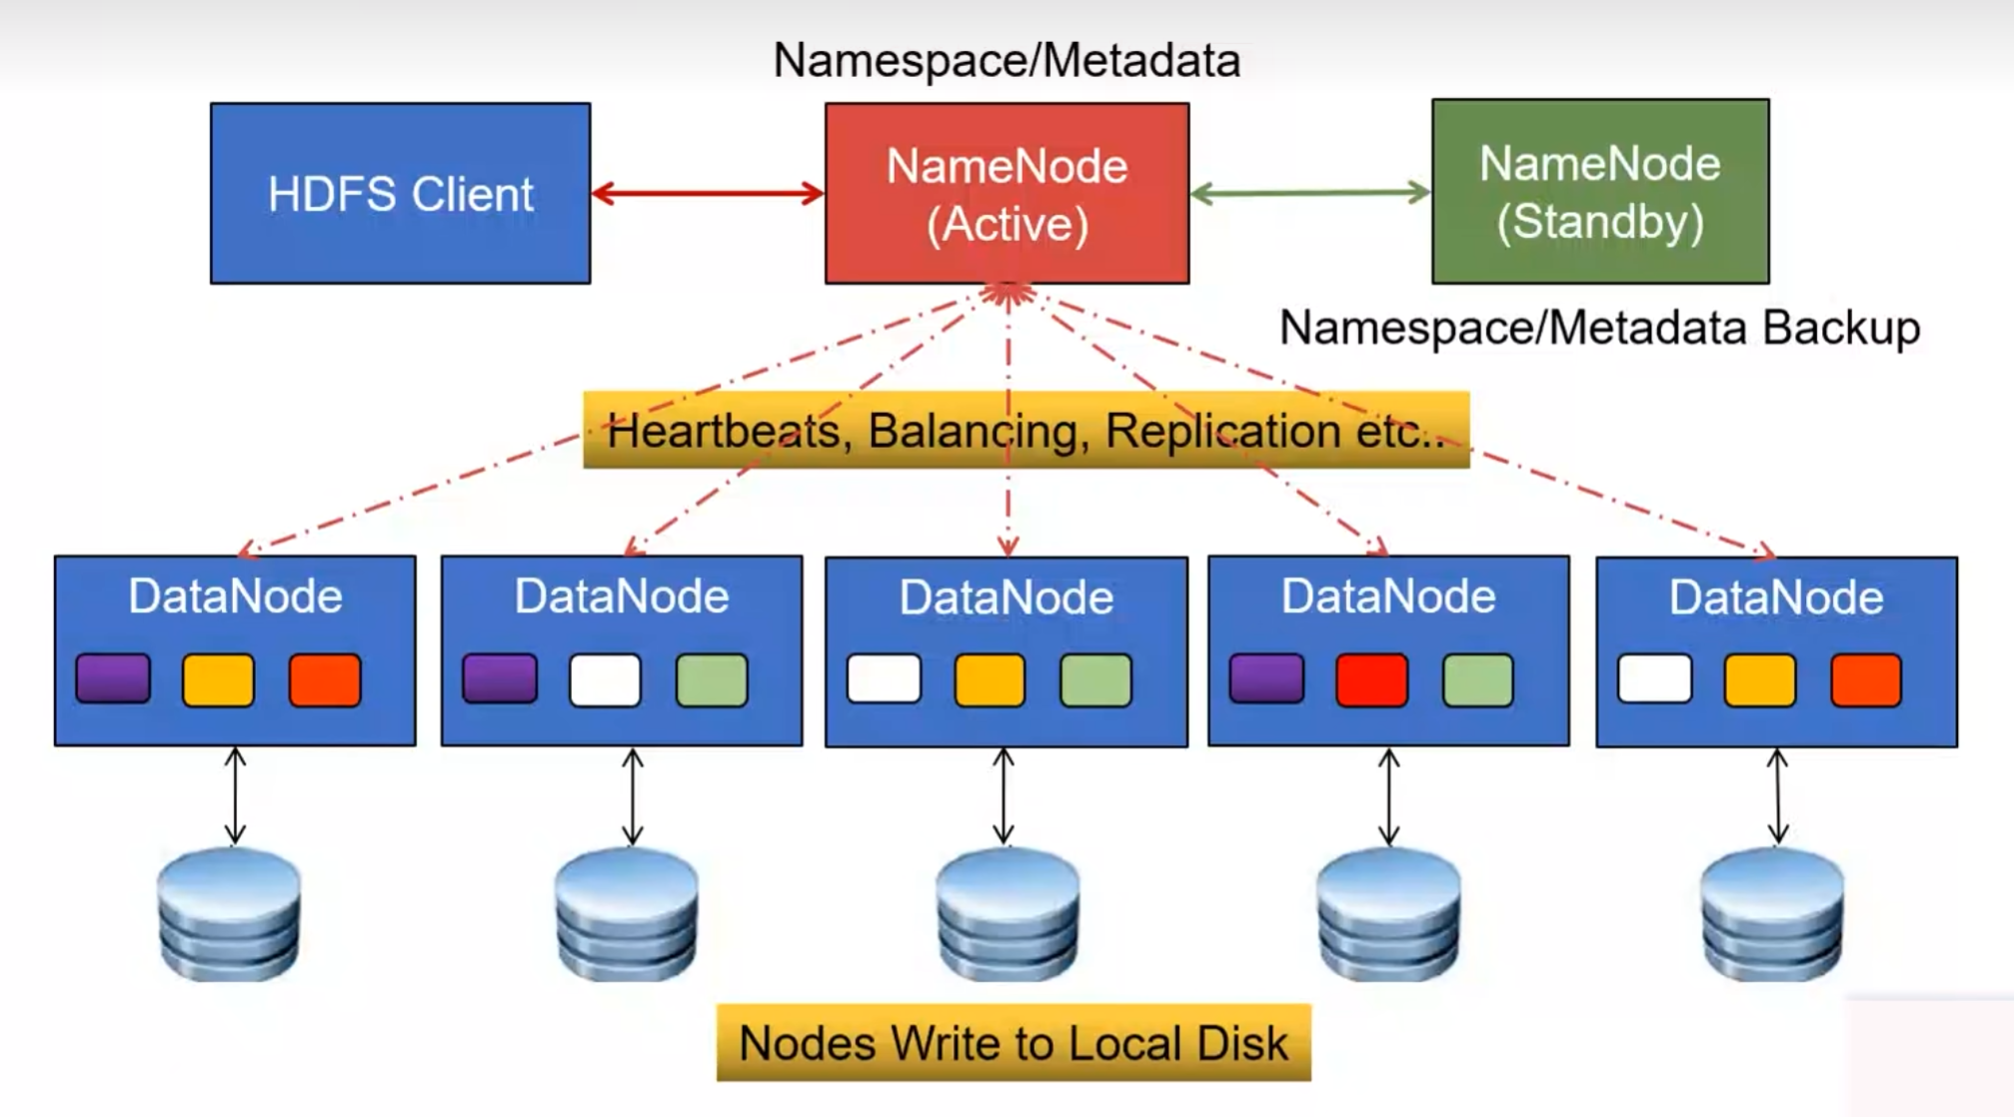 Namespace/Metadata
HDFS Client
NameNode
(Active)
NameNode
(Standby)
Namespace/Metadata Backup
Heartbeats, Balancing, Replication etc..
DataNode
DataNode
DataNode
DataNode
DataNode
Nodes Write to Local Disk